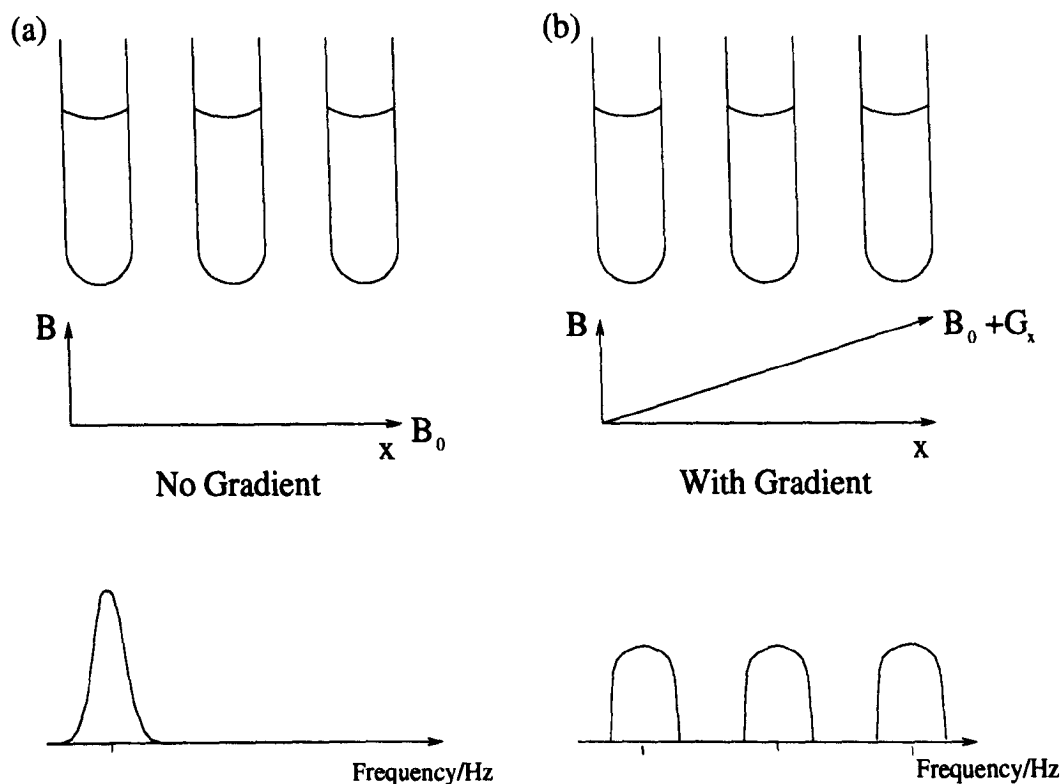 (a)
B
x
B₀
No Gradient
Frequency/Hz
(b)
B
B₀ +Gₓ
x
With Gradient
Frequency/Hz